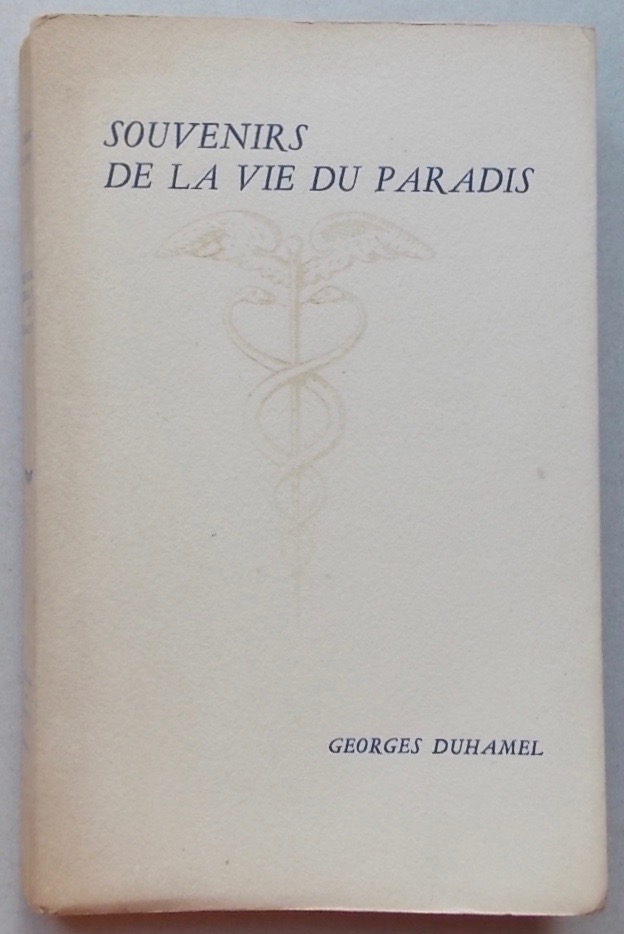 SOUVENIRS
DE LA VIE DU PARADIS
GEORGES DUHAMEL